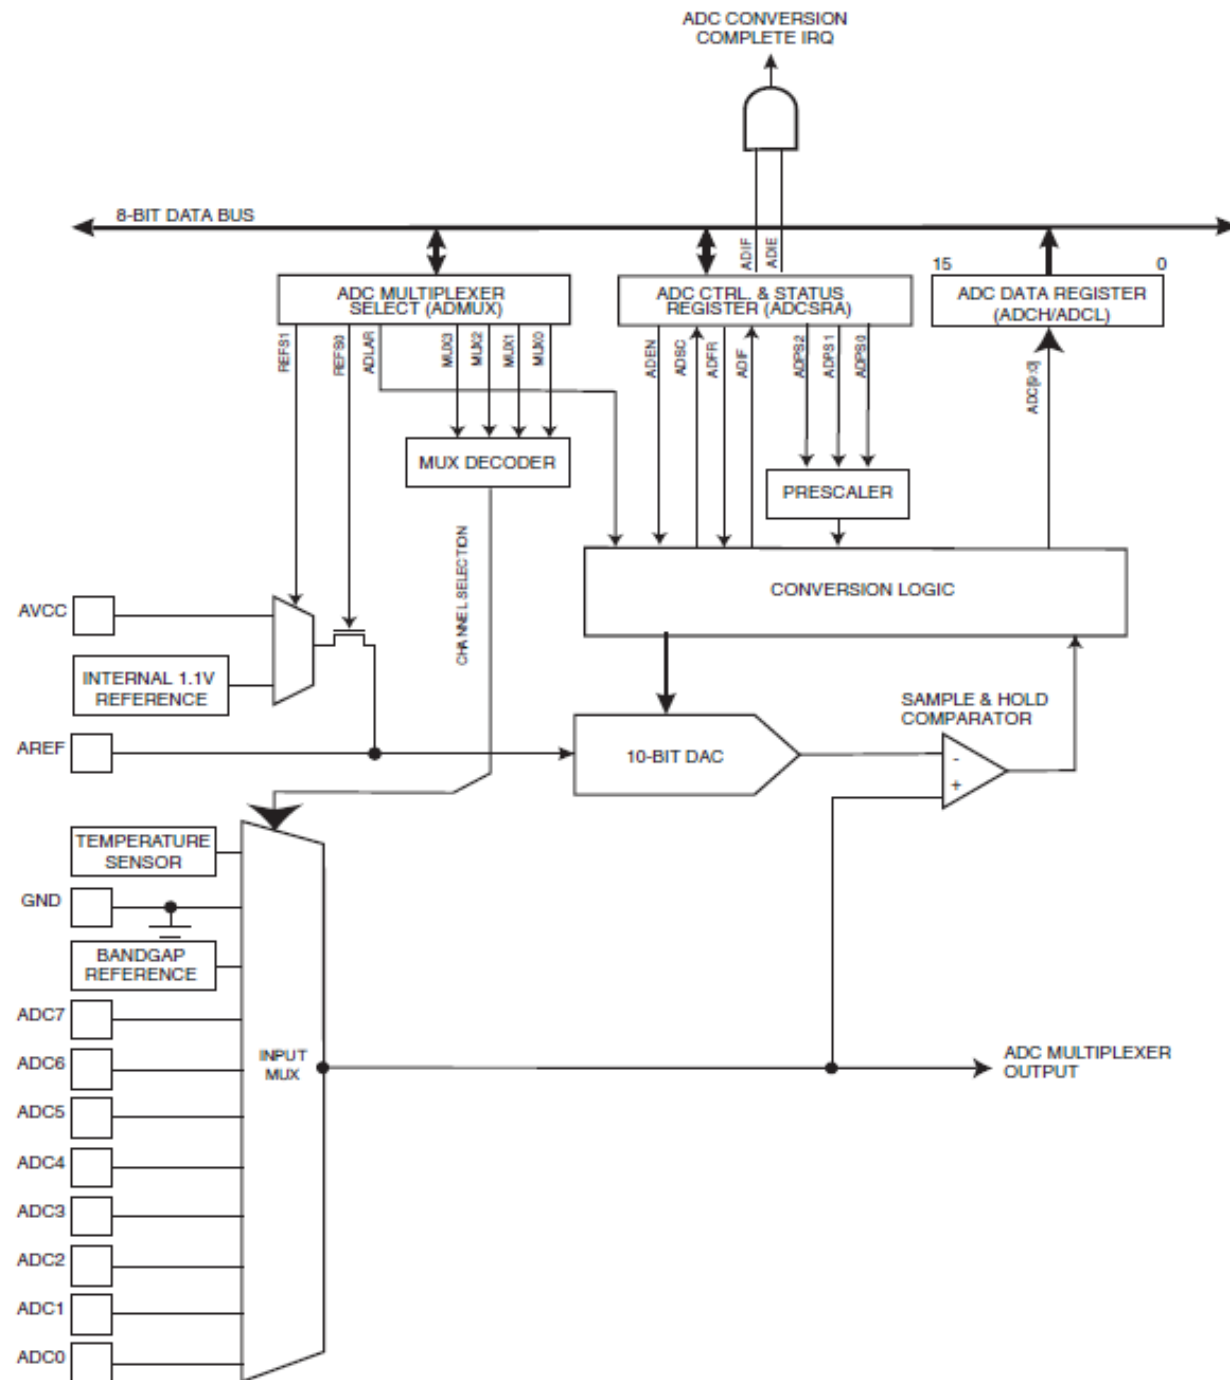 ADC CONVERSION
COMPLETE IRQ
8-BIT DATA BUS
ADIF
ADIE
15
0
ADC MULTIPLEXER
SELECT (ADMUX)
ADC CTRL. & STATUS
REGISTER (ADCSRA)
ADC DATA REGISTER
(ADCH/ADCL)
REFS1
REFS0
ADLAR
MUX3
MUX2
MUX1
MUX0
ADEN
ADSC
ADFR
ADIF
ADPS2
ADPS1
ADPS0
ADC[9:0]
MUX DECODER
PRESCALER
CHANNEL SELECTION
CONVERSION LOGIC
AVCC
INTERNAL 1.1V
REFERENCE
SAMPLE & HOLD
COMPARATOR
AREF
10-BIT DAC
-
+
TEMPERATURE
SENSOR
GND
BANDGAP
REFERENCE
ADC7
ADC6
INPUT
MUX
ADC MULTIPLEXER
OUTPUT
ADC5
ADC4
ADC3
ADC2
ADC1
ADC0